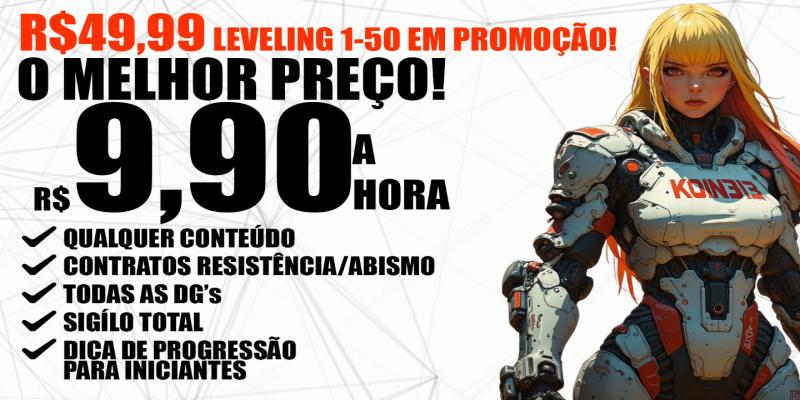 R$49,99 LEVELING 1-50 EM PROMOÇÃO!
O MELHOR PREÇO!
R$ 9,90 A HORA
QUALQUER CONTEÚDO
CONTRATOS RESISTÊNCIA/ABISMO
TODAS AS DG's
SIGÍLO TOTAL
DICA DE PROGRESSÃO
PARA INICIANTES